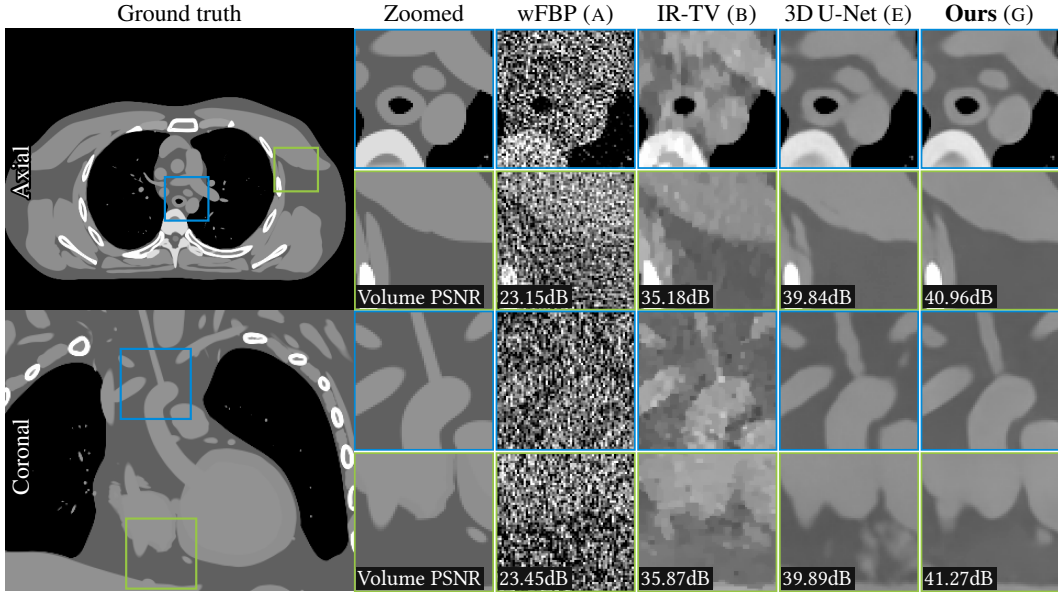 Ground truth Zoomed wFBP (A) IR-TV (B) 3D U-Net (E) Ours (G)
Axial
Volume PSNR 23.15dB 35.18dB 39.84dB 40.96dB
Coronal
Volume PSNR 23.45dB 35.87dB 39.89dB 41.27dB